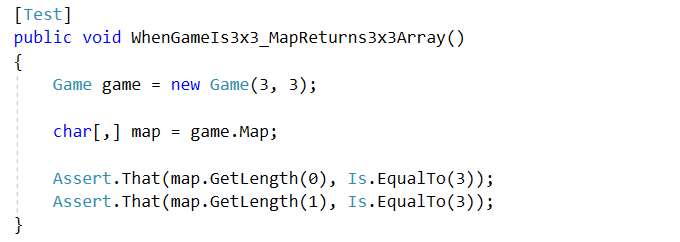 [Test]
public void WhenGameIs3x3_MapReturns3x3Array()
{
    Game game = new Game(3, 3);

    char[,] map = game.Map;

    Assert.That(map.GetLength(0), Is.EqualTo(3));
    Assert.That(map.GetLength(1), Is.EqualTo(3));
}